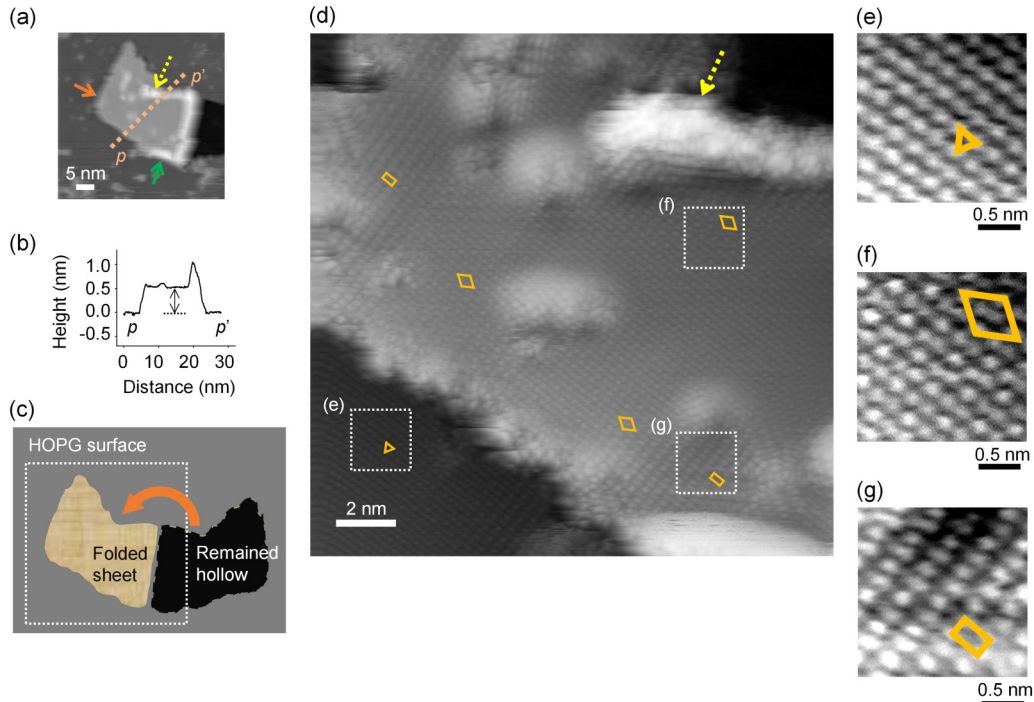 (a)
p'
p
5 nm
(b)
Height (nm)
1.0
0.5
0.0
-0.5
p
p'
0 10 20 30
Distance (nm)
(c)
HOPG surface
Folded
sheet
Remained
hollow
(d)
(f)
(e)
(g)
2 nm
(e)
0.5 nm
(f)
0.5 nm
(g)
0.5 nm